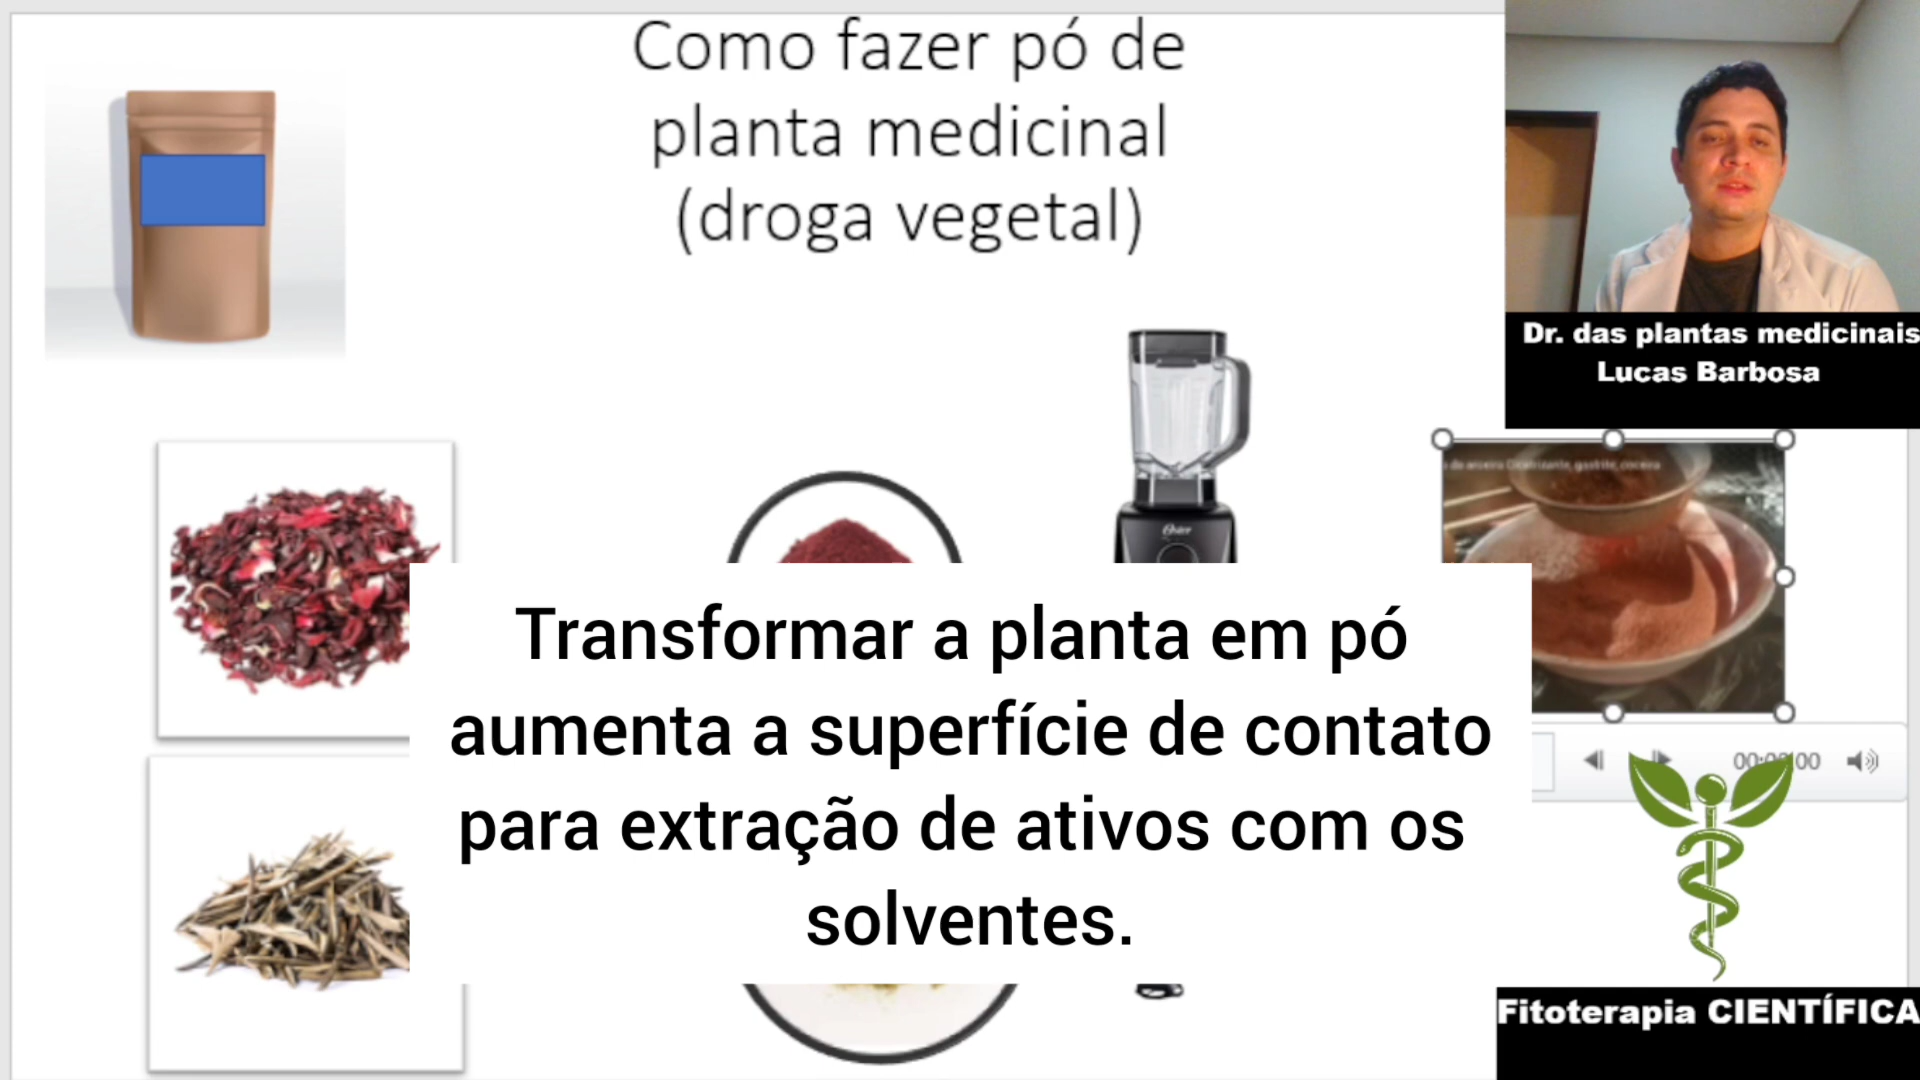 Como fazer pó de
planta medicinal
(droga vegetal)
Dr. das plantas medicinais
Lucas Barbosa
Oster
Transformar a planta em pó
aumenta a superfície de contato
para extração de ativos com os
solventes.
Fitoterapia CIENTÍFICA